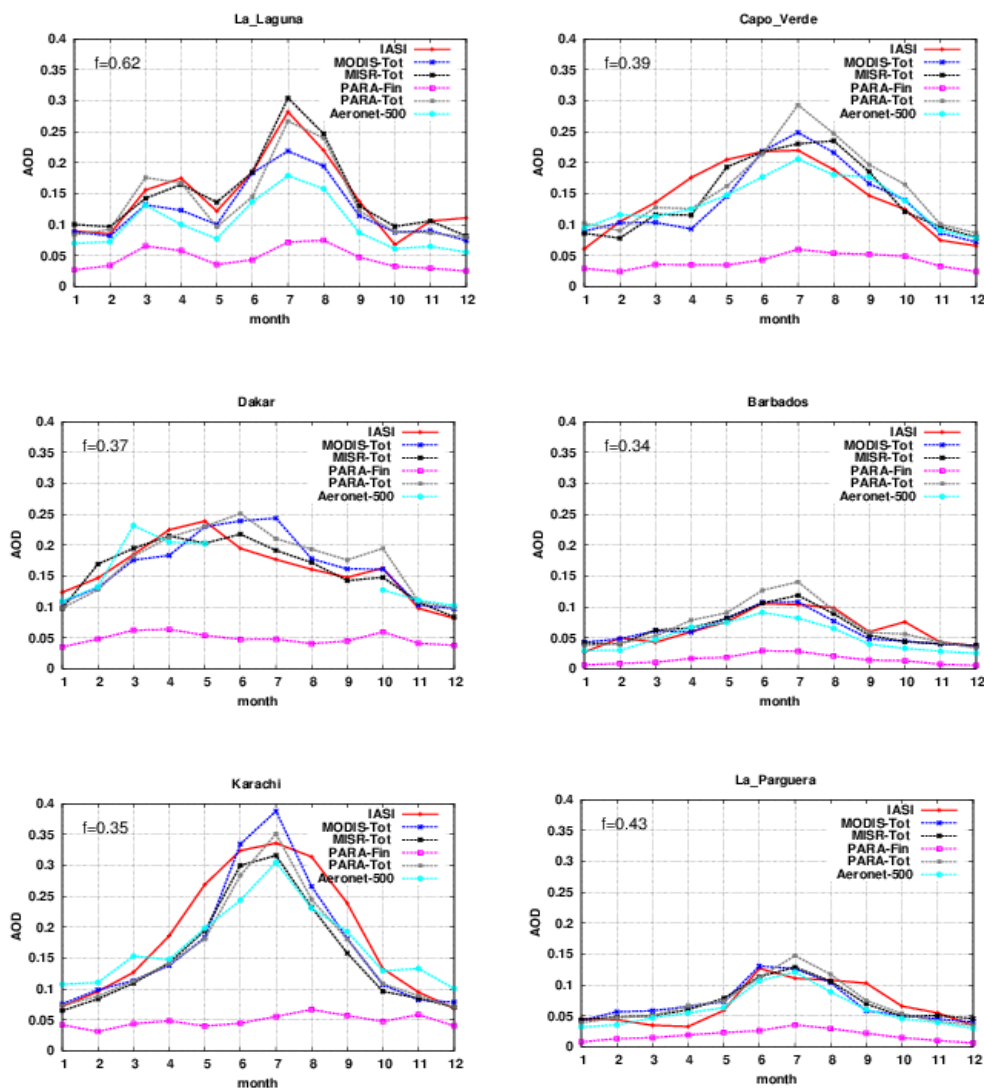 La_Laguna
f=0.62
IASI
MODIS-Tot
MISR-Tot
PARA-Fin
PARA-Tot
Aeronet-500
0.4
0.35
0.3
0.25
0.2
0.15
0.1
0.05
0
AOD
1 2 3 4 5 6 7 8 9 10 11 12
month
Capo_Verde
f=0.39
IASI
MODIS-Tot
MISR-Tot
PARA-Fin
PARA-Tot
Aeronet-500
0.4
0.35
0.3
0.25
0.2
0.15
0.1
0.05
0
AOD
1 2 3 4 5 6 7 8 9 10 11 12
month
Dakar
f=0.37
IASI
MODIS-Tot
MISR-Tot
PARA-Fin
PARA-Tot
Aeronet-500
0.4
0.35
0.3
0.25
0.2
0.15
0.1
0.05
0
AOD
1 2 3 4 5 6 7 8 9 10 11 12
month
Barbados
f=0.34
IASI
MODIS-Tot
MISR-Tot
PARA-Fin
PARA-Tot
Aeronet-500
0.4
0.35
0.3
0.25
0.2
0.15
0.1
0.05
0
AOD
1 2 3 4 5 6 7 8 9 10 11 12
month
Karachi
f=0.35
IASI
MODIS-Tot
MISR-Tot
PARA-Fin
PARA-Tot
Aeronet-500
0.4
0.35
0.3
0.25
0.2
0.15
0.1
0.05
0
AOD
1 2 3 4 5 6 7 8 9 10 11 12
month
La_Parguera
f=0.43
IASI
MODIS-Tot
MISR-Tot
PARA-Fin
PARA-Tot
Aeronet-500
0.4
0.35
0.3
0.25
0.2
0.15
0.1
0.05
0
AOD
1 2 3 4 5 6 7 8 9 10 11 12
month